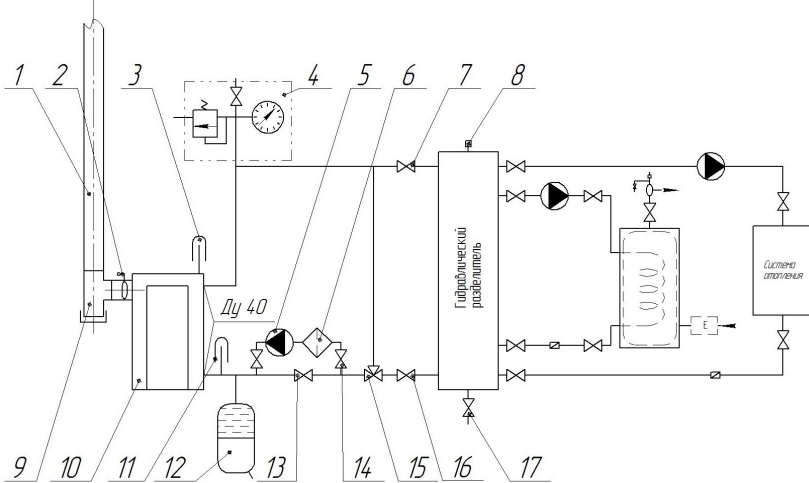 1 2 3 4 5 6 7 8
Ду 40
Гидравлический
разделитель
Система
отопления
E
9 10 11 12 13 14 15 16 17